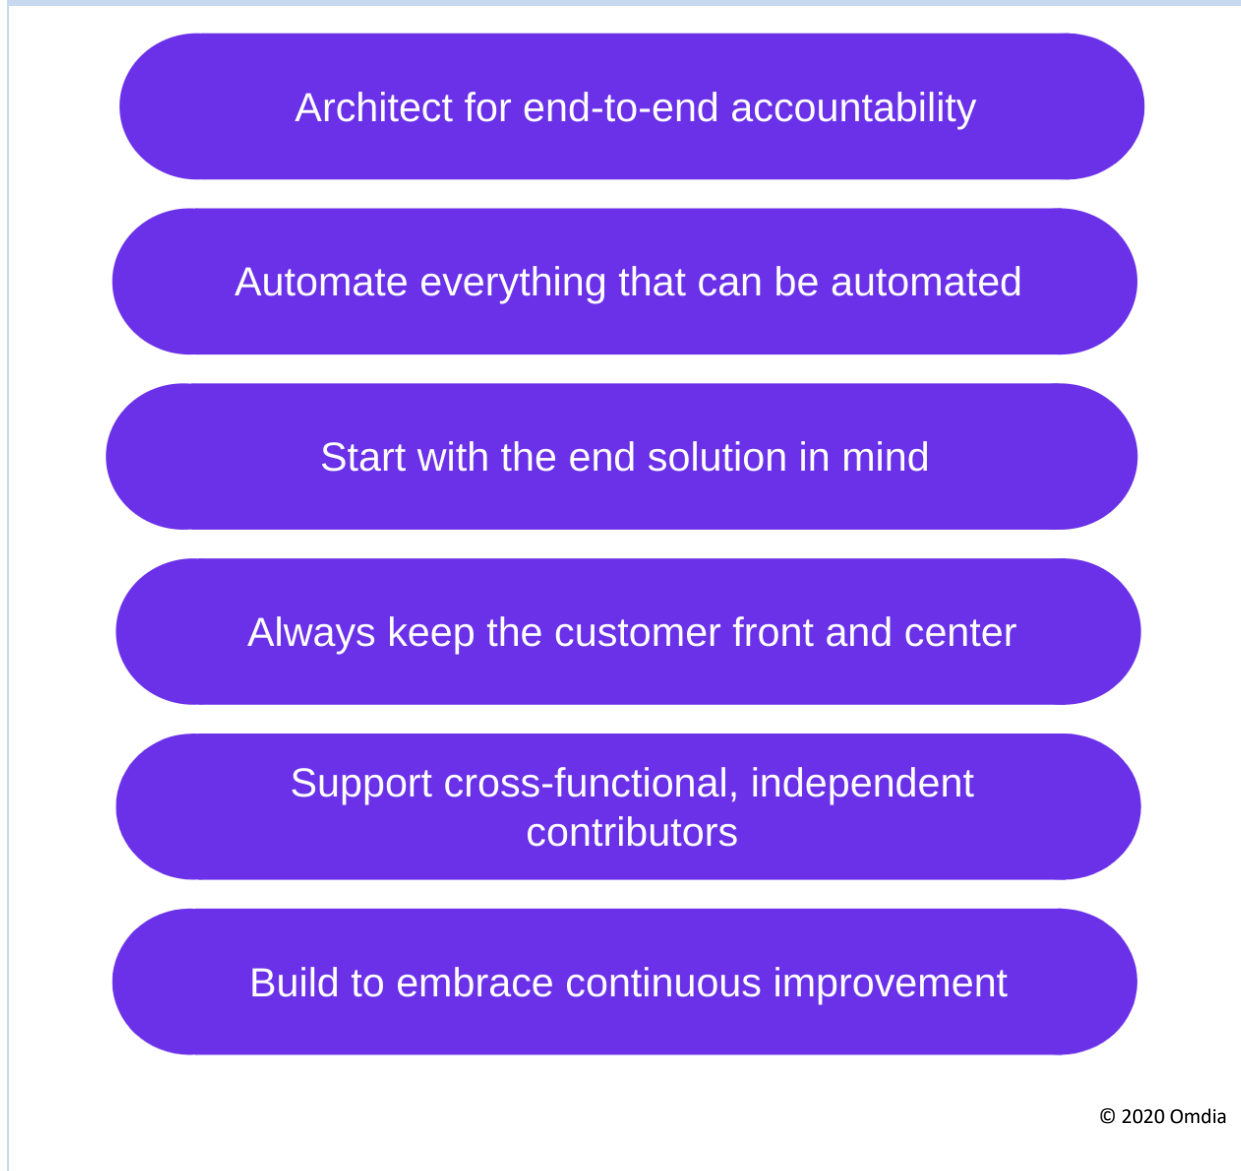 Architect for end-to-end accountability
Automate everything that can be automated
Start with the end solution in mind
Always keep the customer front and center
Support cross-functional, independent
contributors
Build to embrace continuous improvement
© 2020 Omdia